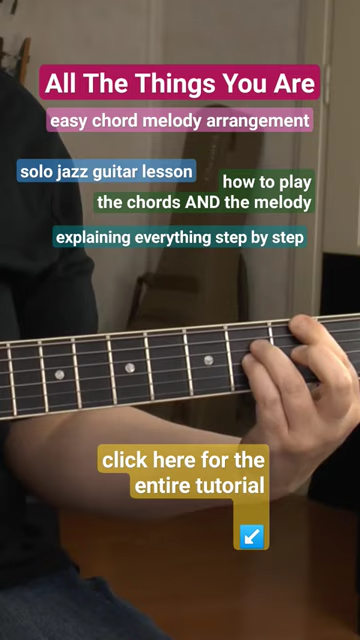 All The Things You Are
easy chord melody arrangement
solo jazz guitar lesson
how to play
the chords AND the melody
explaining everything step by step
click here for the
entire tutorial